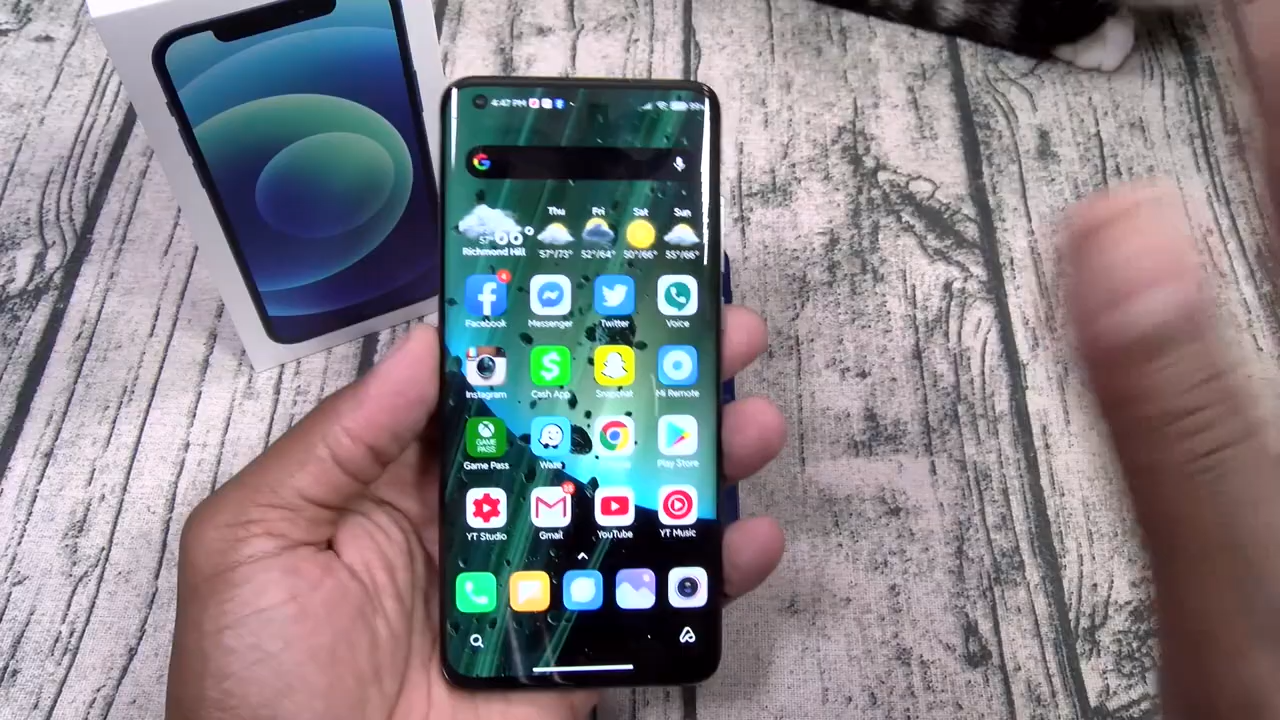 4:47 PM
Thu Fri Sat Sun
66°
Richmond Hill 57°/73° 52°/64° 50°/66° 55°/66°
4
Facebook Messenger Twitter Voice
Instagram Cash App Snapchat Mi Remote
GAME
PASS
Game Pass Waze Play Store
YT Studio Gmail YouTube YT Music